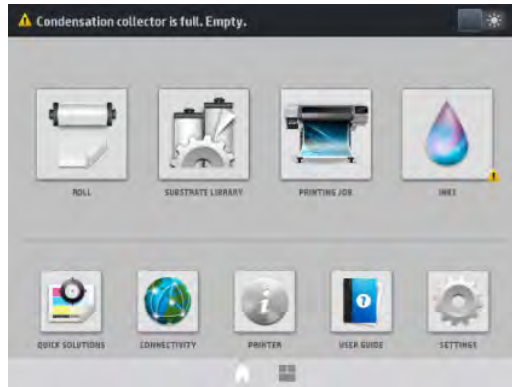 Condensation collector is full. Empty.
ROLL
SUBSTRATE LIBRARY
PRINTING JOB
INKS
QUICK SOLUTIONS
CONNECTIVITY
PRINTER
USER GUIDE
SETTINGS